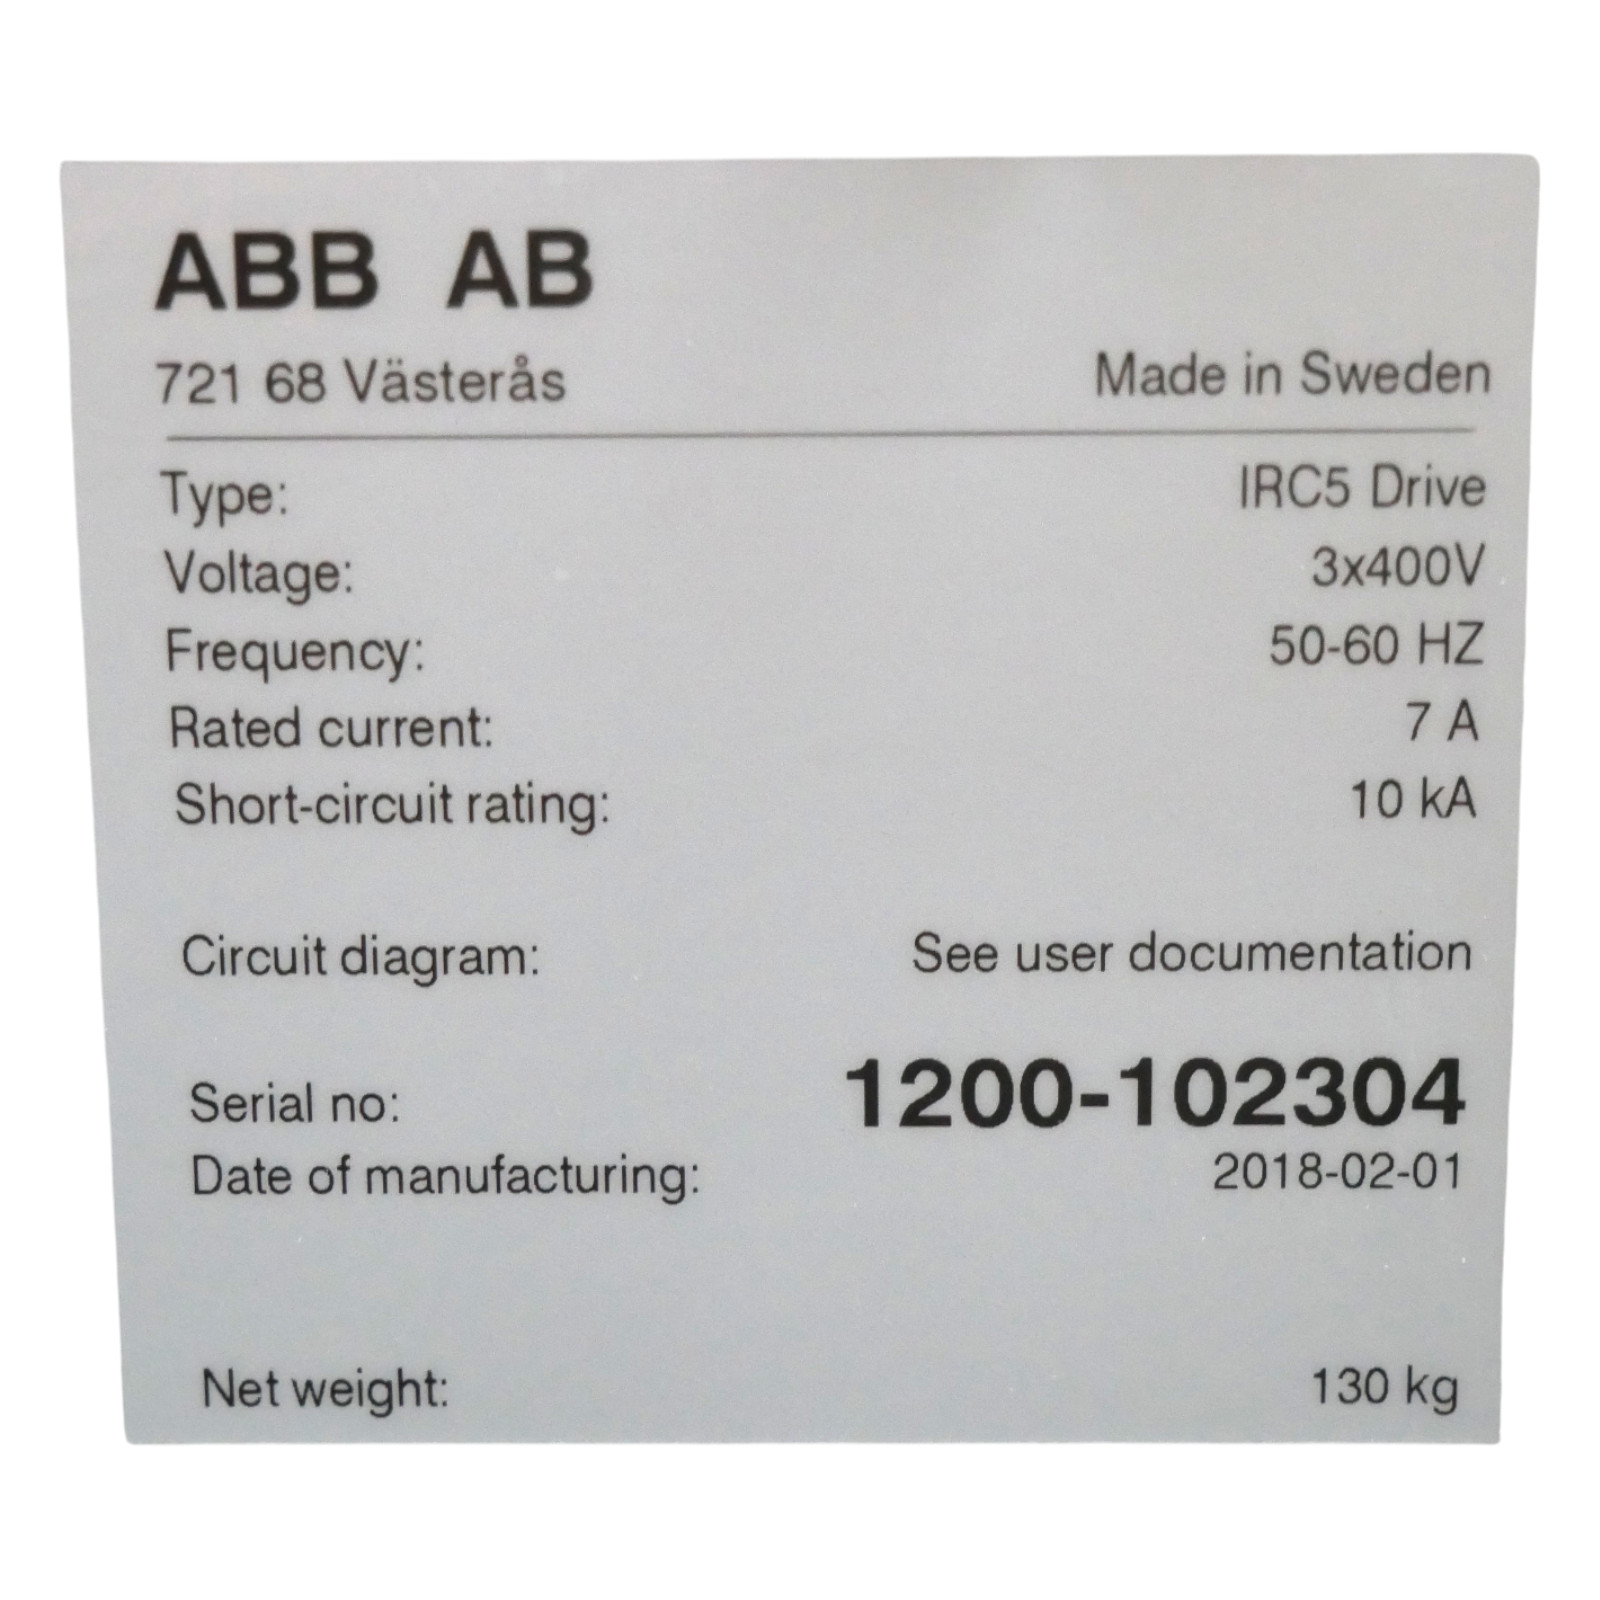 ABB AB
721 68 Västerås Made in Sweden
Type: IRC5 Drive
Voltage: 3x400V
Frequency: 50-60 HZ
Rated current: 7 A
Short-circuit rating: 10 kA
Circuit diagram: See user documentation
Serial no: 1200-102304
Date of manufacturing: 2018-02-01
Net weight: 130 kg